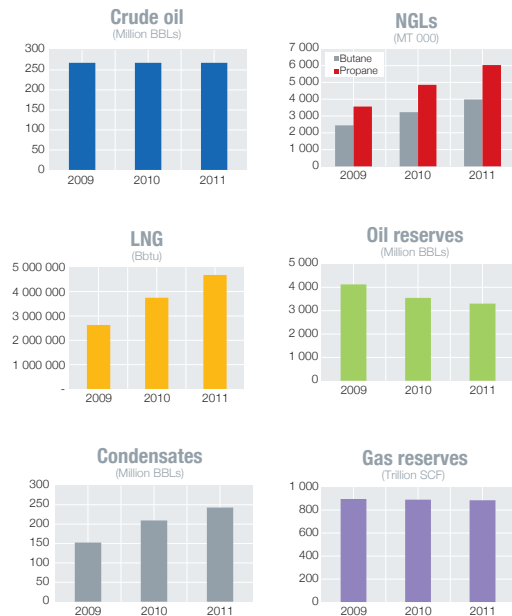 Crude oil
(Million BBLs)
300
250
200
150
100
50
0
2009 2010 2011
NGLs
(MT 000)
7 000
6 000
5 000
4 000
3 000
2 000
1 000
0
Butane
Propane
2009 2010 2011
LNG
(Bbtu)
5 000 000
4 000 000
3 000 000
2 000 000
1 000 000
-
2009 2010 2011
Oil reserves
(Million BBLs)
5 000
4 000
3 000
2 000
1 000
0
2009 2010 2011
Condensates
(Million BBLs)
300
250
200
150
100
50
0
2009 2010 2011
Gas reserves
(Trillion SCF)
1 000
800
600
400
200
0
2009 2010 2011